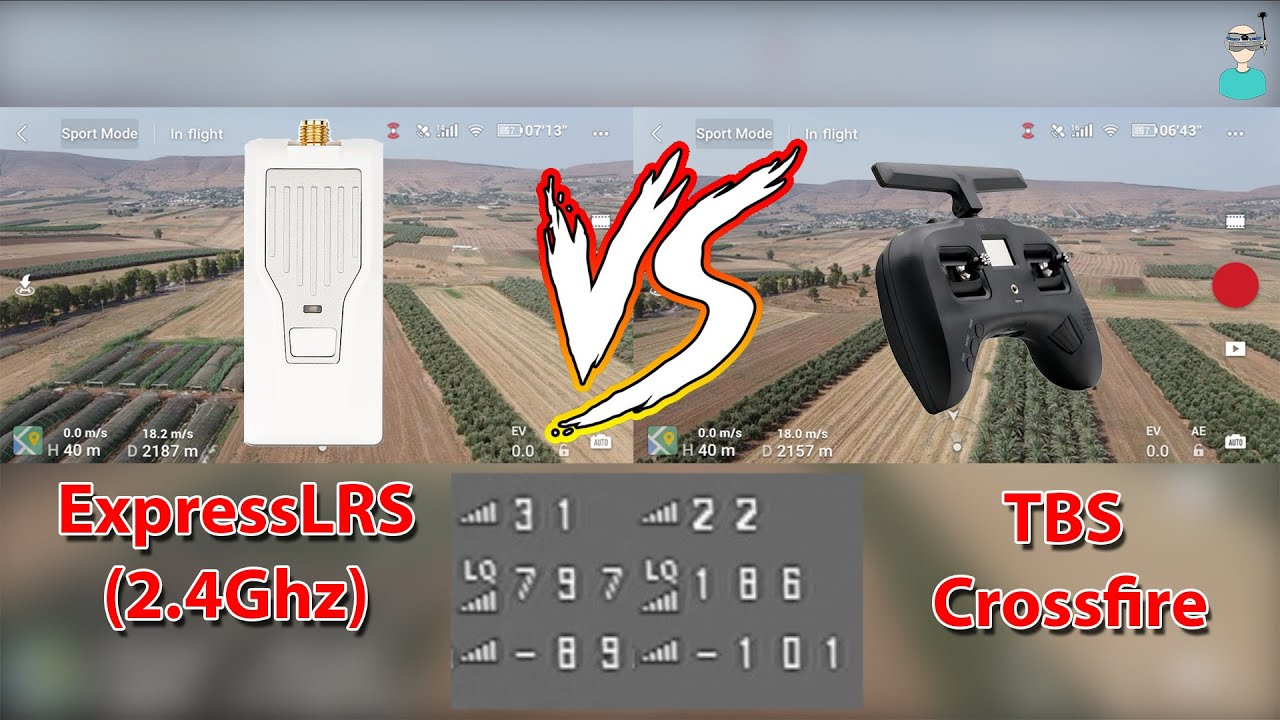 Sport Mode In flight 67 07'13" ...
Sport Mode In flight 67 06'43" ...
VS
0.0 m/s 18.2 m/s EV
H 40 m D 2187 m 0.0 AUTO
0.0 m/s 18.0 m/s EV AE
H 40 m D 2157 m 0.0 AUTO
ExpressLRS
(2.4Ghz)
31 22
LQ 797 LQ 186
-89 -101
TBS
Crossfire